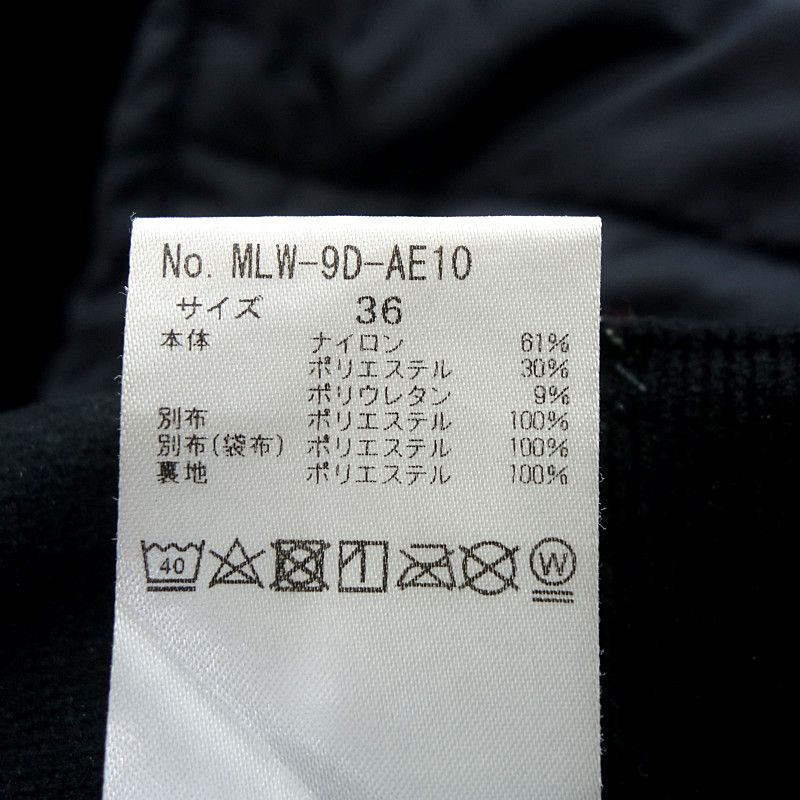 No. MLW-9D-AE10
サイズ 36
本体 ナイロン 61%
ポリエステル 30%
ポリウレタン 9%
別布 ポリエステル 100%
別布(袋布) ポリエステル 100%
裏地 ポリエステル 100%
40 W